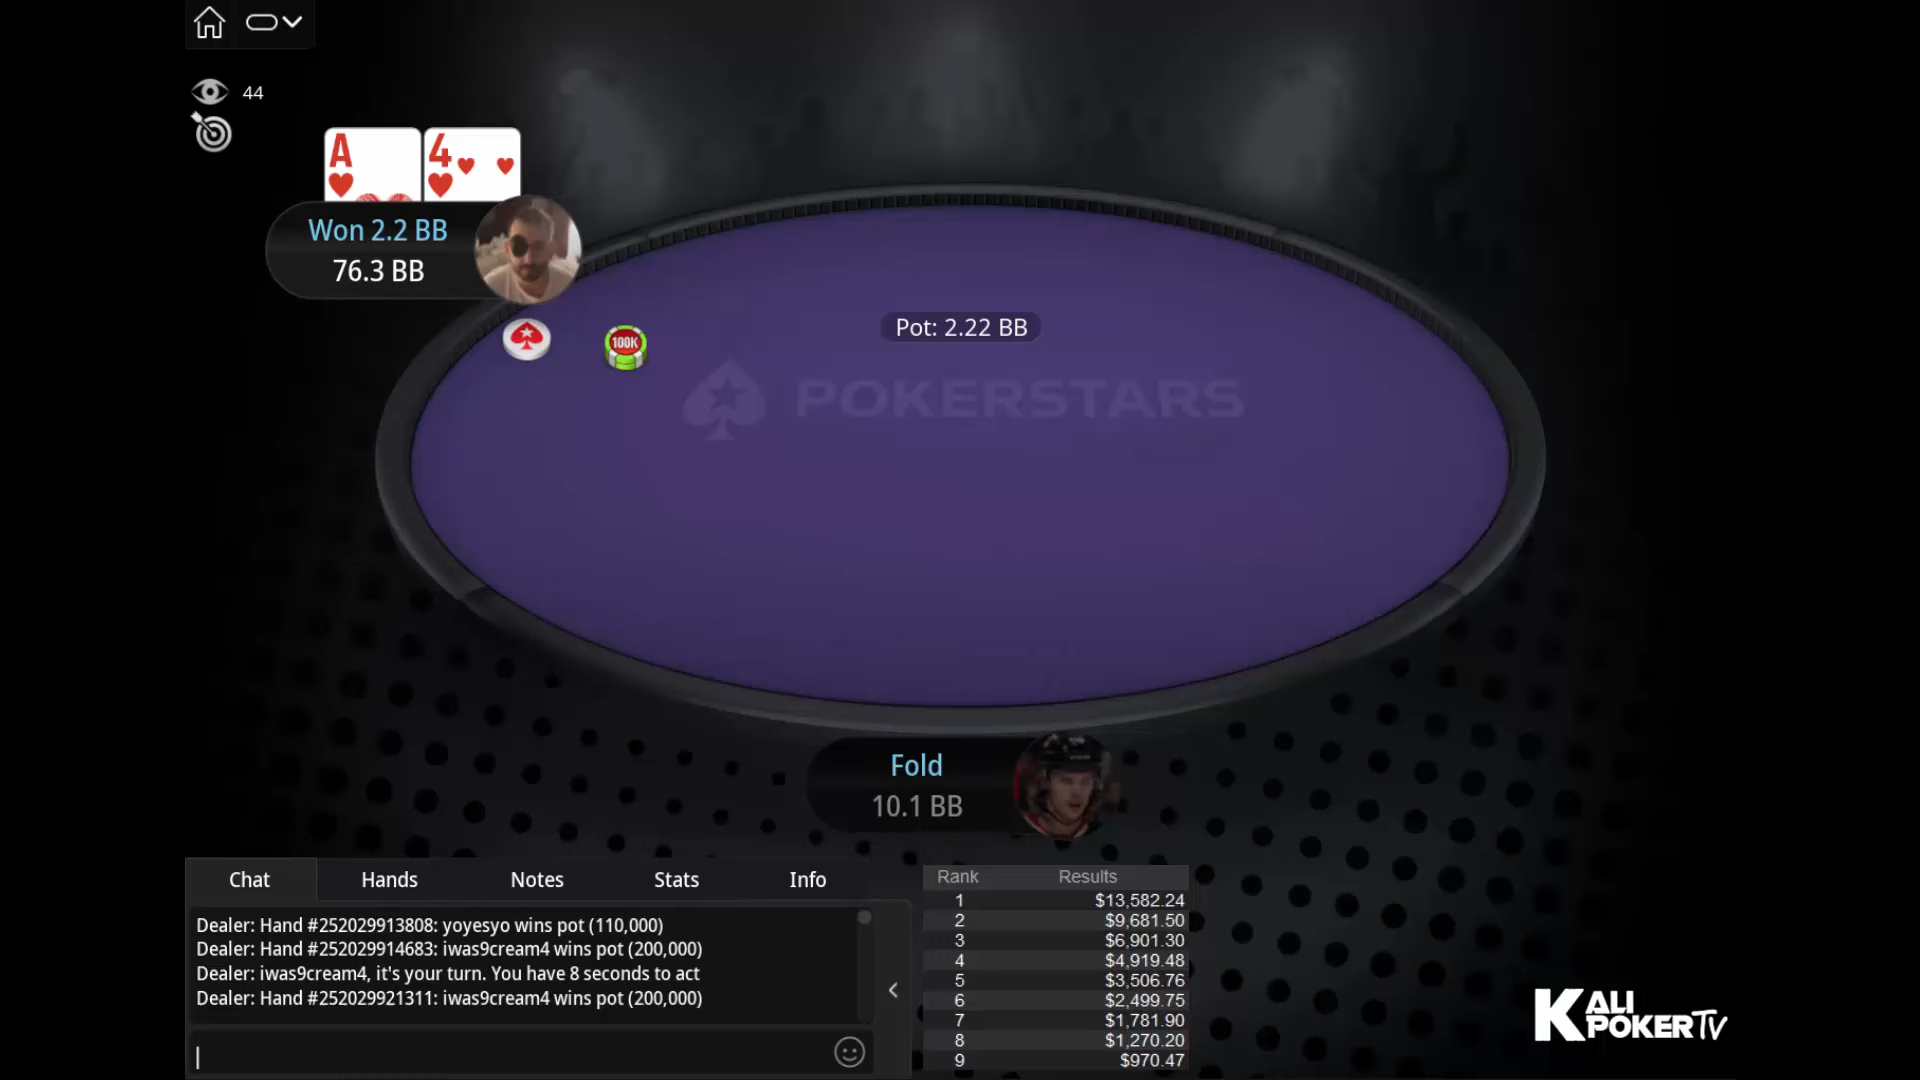 44
A 4
Won 2.2 BB
76.3 BB
100K
Pot: 2.22 BB
POKERSTARS
Fold
10.1 BB
Chat Hands Notes Stats Info
Dealer: Hand #252029913808: yoyesyo wins pot (110,000)
Dealer: Hand #252029914683: iwas9cream4 wins pot (200,000)
Dealer: iwas9cream4, it's your turn. You have 8 seconds to act
Dealer: Hand #252029921311: iwas9cream4 wins pot (200,000)
Rank Results
1 $13,582.24
2 $9,681.50
3 $6,901.30
4 $4,919.48
5 $3,506.76
6 $2,499.75
7 $1,781.90
8 $1,270.20
9 $970.47
KALI
POKERTV